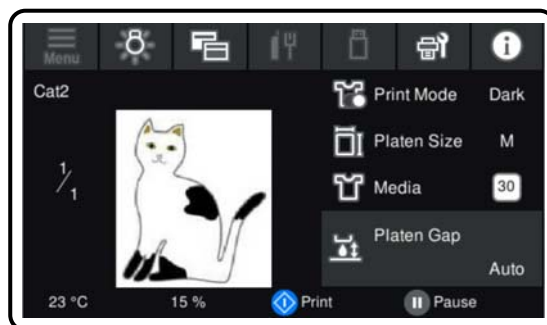 Menu
Cat2
1/1
Print Mode Dark
Platen Size M
Media 30
Platen Gap
Auto
23 °C 15 % Print Pause